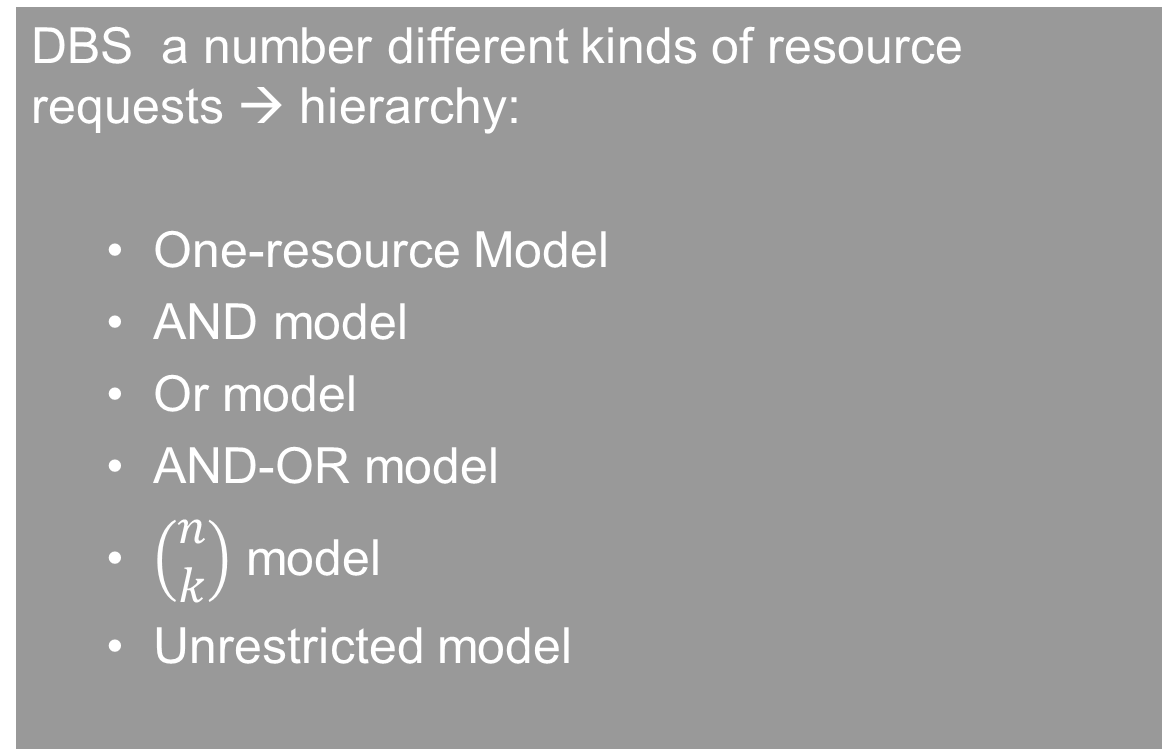 DBS a number different kinds of resource
requests → hierarchy:
• One-resource Model
• AND model
• Or model
• AND-OR model
• (n k) model
• Unrestricted model